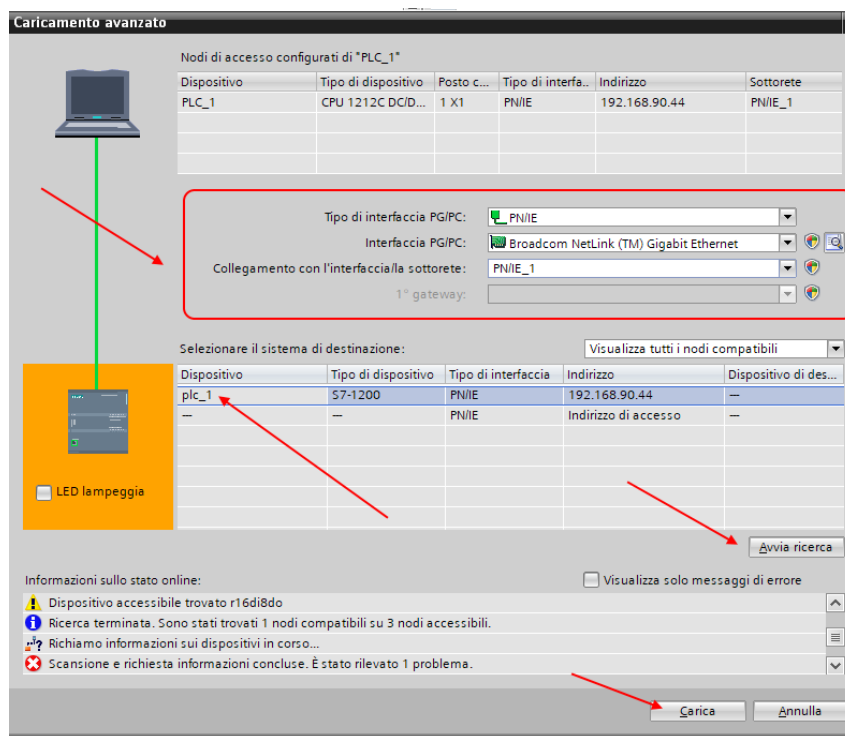 Caricamento avanzato
Nodi di accesso configurati di "PLC_1"
Dispositivo Tipo di dispositivo Posto c... Tipo di interfa.. Indirizzo Sottorete
PLC_1 CPU 1212C DC/D... 1 X1 PN/IE 192.168.90.44 PN/IE_1
Tipo di interfaccia PG/PC: PN/IE
Interfaccia PG/PC: Broadcom NetLink (TM) Gigabit Ethernet
Collegamento con l'interfaccia/la sottorete: PN/IE_1
1° gateway:
Selezionare il sistema di destinazione: Visualizza tutti i nodi compatibili
Dispositivo Tipo di dispositivo Tipo di interfaccia Indirizzo Dispositivo di des...
plc_1 S7-1200 PN/IE 192.168.90.44 —
— — PN/IE Indirizzo di accesso —
LED lampeggia
Avvia ricerca
Informazioni sullo stato online: Visualizza solo messaggi di errore
Dispositivo accessibile trovato r16di8do
Ricerca terminata. Sono stati trovati 1 nodi compatibili su 3 nodi accessibili.
Richiamo informazioni sui dispositivi in corso...
Scansione e richiesta informazioni concluse. È stato rilevato 1 problema.
Carica Annulla